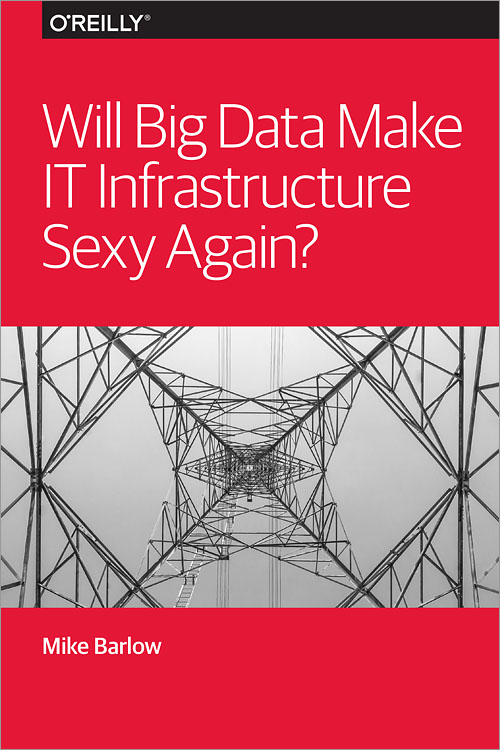 O'REILLY®
Will Big Data Make
IT Infrastructure
Sexy Again?
Mike Barlow